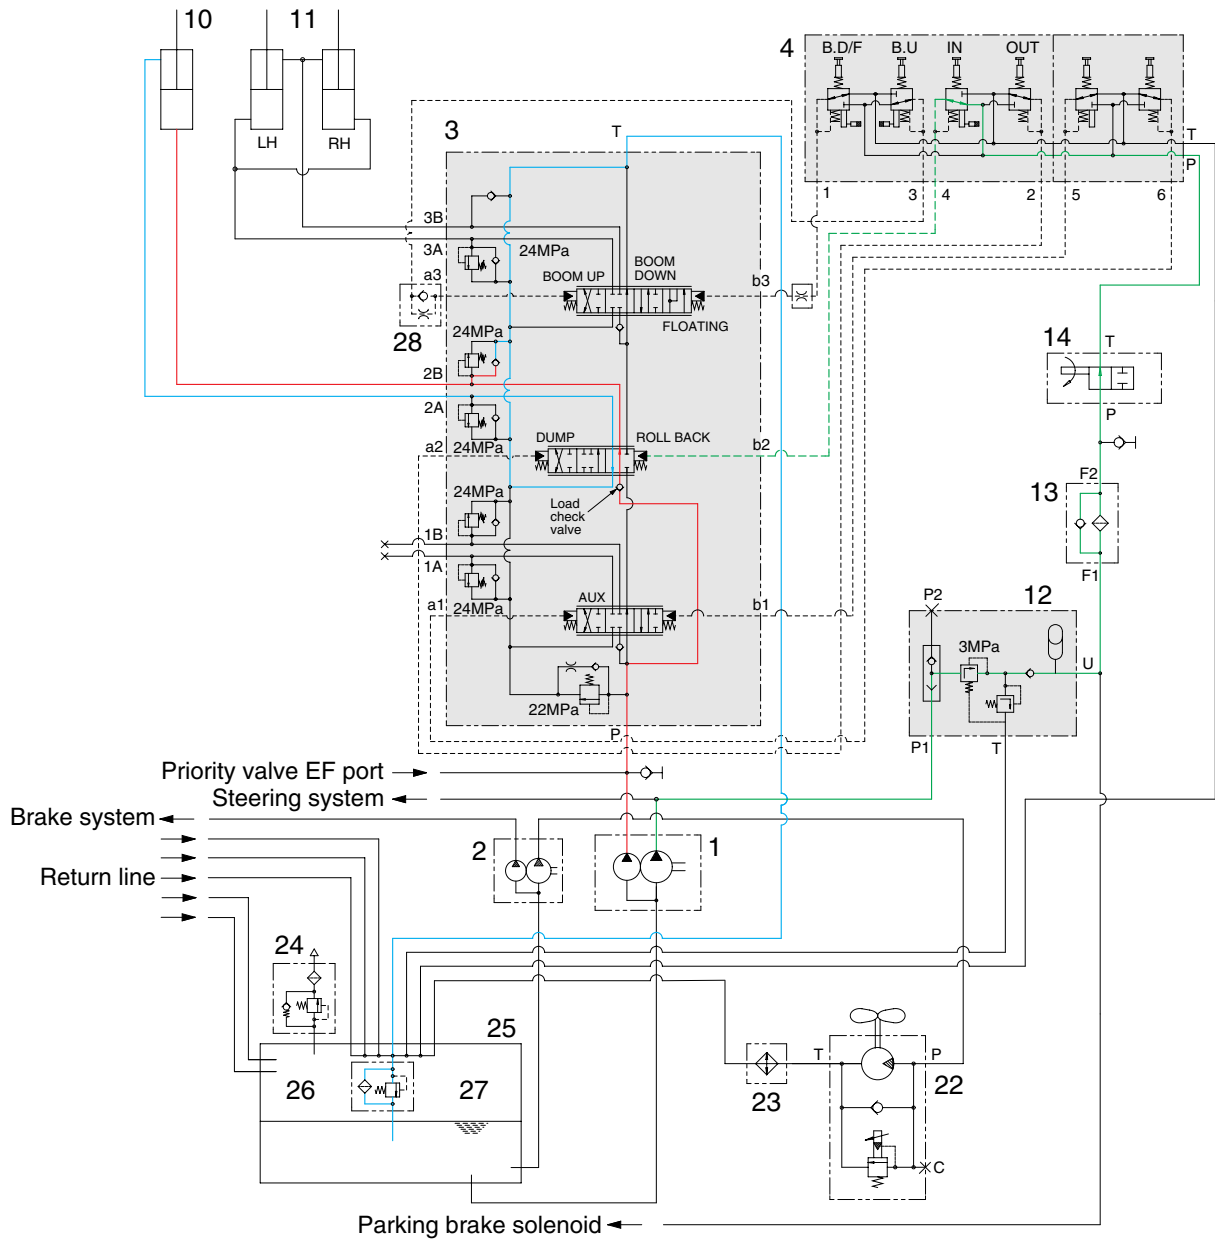 10
11
4
B.D/F
B.U
IN
OUT
LH
RH
3
T
T
P
1
3
4
2
5
6
3B
3A
24MPa
a3
BOOM UP
BOOM DOWN
b3
FLOATING
28
24MPa
14
T
2B
2A
P
DUMP
ROLL BACK
a2
24MPa
b2
F2
13
24MPa
Load
check
valve
1B
1A
F1
AUX
a1
24MPa
b1
P2
12
3MPa
U
22MPa
P
P1
T
Priority valve EF port
Steering system
Brake system
2
1
Return line
24
25
26
27
T
P
22
23
C
Parking brake solenoid